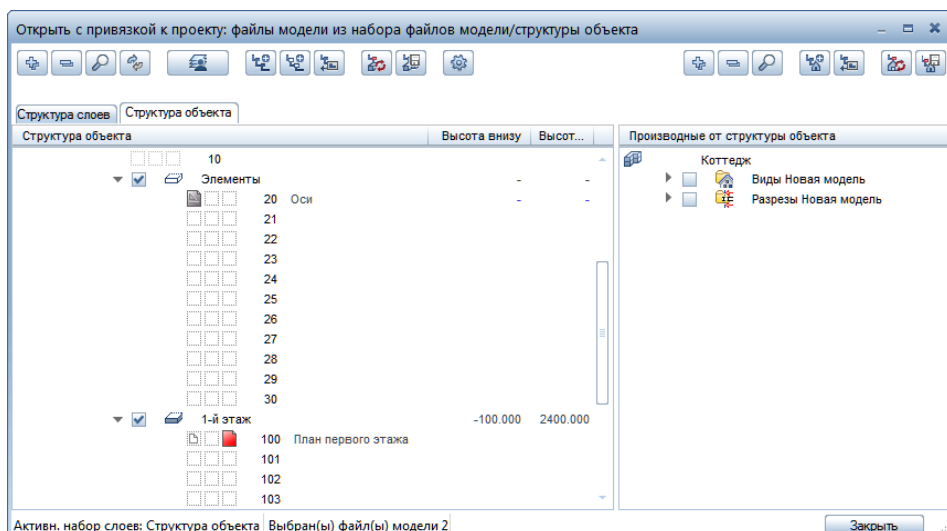 Открыть с привязкой к проекту: файлы модели из набора файлов модели/структуры объекта
Структура слоев Структура объекта
Структура объекта Высота внизу Высот... Производные от структуры объекта
10 Коттедж
Элементы - - Виды Новая модель
20 Оси - - Разрезы Новая модель
21
22
23
24
25
26
27
28
29
30
1-й этаж -100.000 2400.000
100 План первого этажа
101
102
103
Активн. набор слоев: Структура объекта Выбран(ы) файл(ы) модели 2 Закрыть